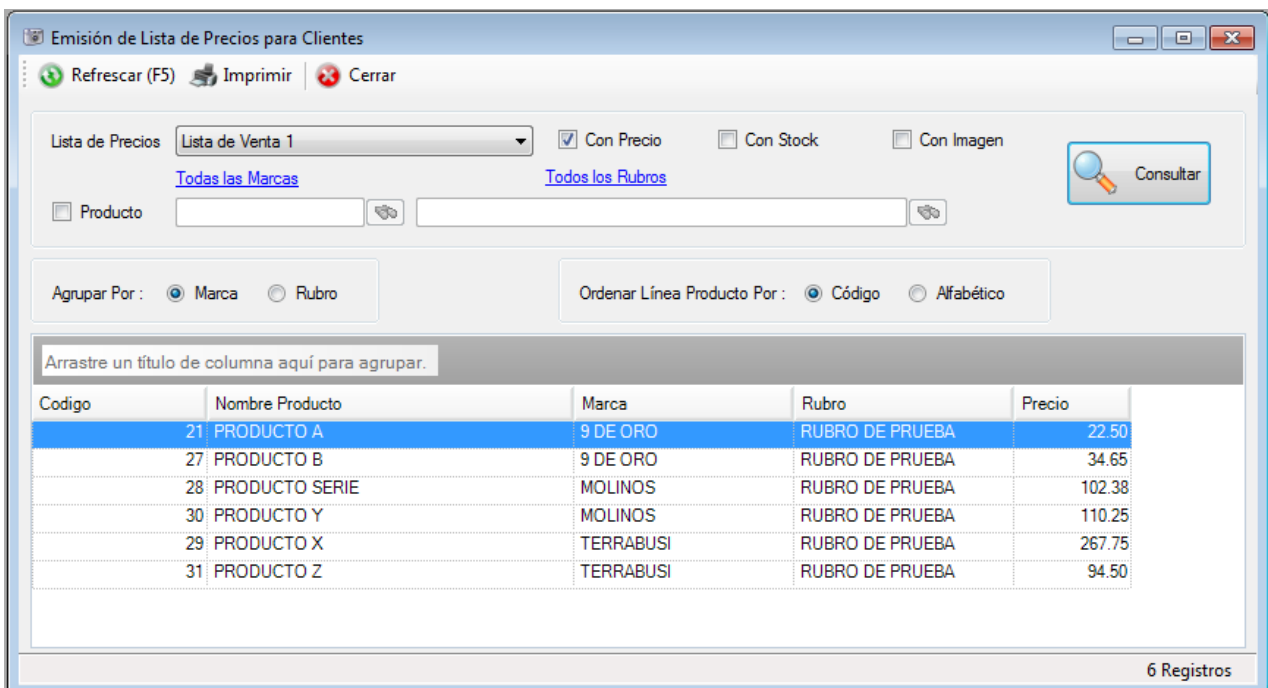 Emisión de Lista de Precios para Clientes
Refrescar (F5) Imprimir Cerrar
Lista de Precios Lista de Venta 1 Con Precio Con Stock Con Imagen
Consultar
Todas las Marcas Todos los Rubros
Producto
Agrupar Por : Marca Rubro Ordenar Línea Producto Por : Código Alfabético
Arrastre un título de columna aquí para agrupar.
Codigo Nombre Producto Marca Rubro Precio
21 PRODUCTO A 9 DE ORO RUBRO DE PRUEBA 22.50
27 PRODUCTO B 9 DE ORO RUBRO DE PRUEBA 34.65
28 PRODUCTO SERIE MOLINOS RUBRO DE PRUEBA 102.38
30 PRODUCTO Y MOLINOS RUBRO DE PRUEBA 110.25
29 PRODUCTO X TERRABUSI RUBRO DE PRUEBA 267.75
31 PRODUCTO Z TERRABUSI RUBRO DE PRUEBA 94.50
6 Registros